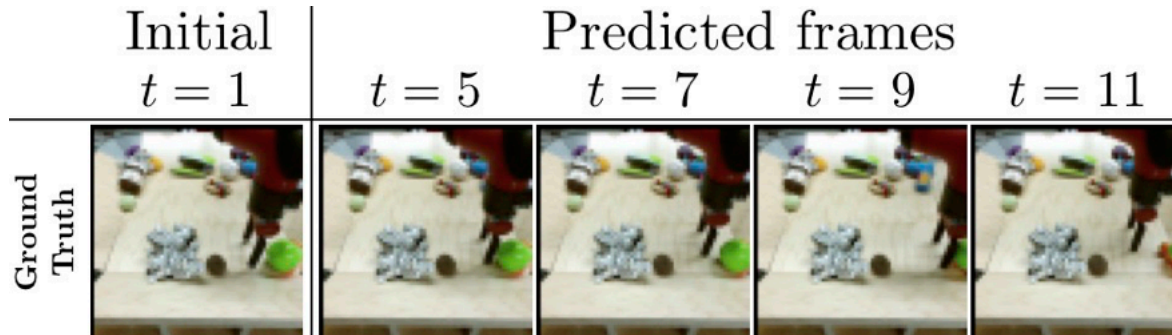 Initial
Predicted frames
t = 1
t = 5
t = 7
t = 9
t = 11
Ground
Truth